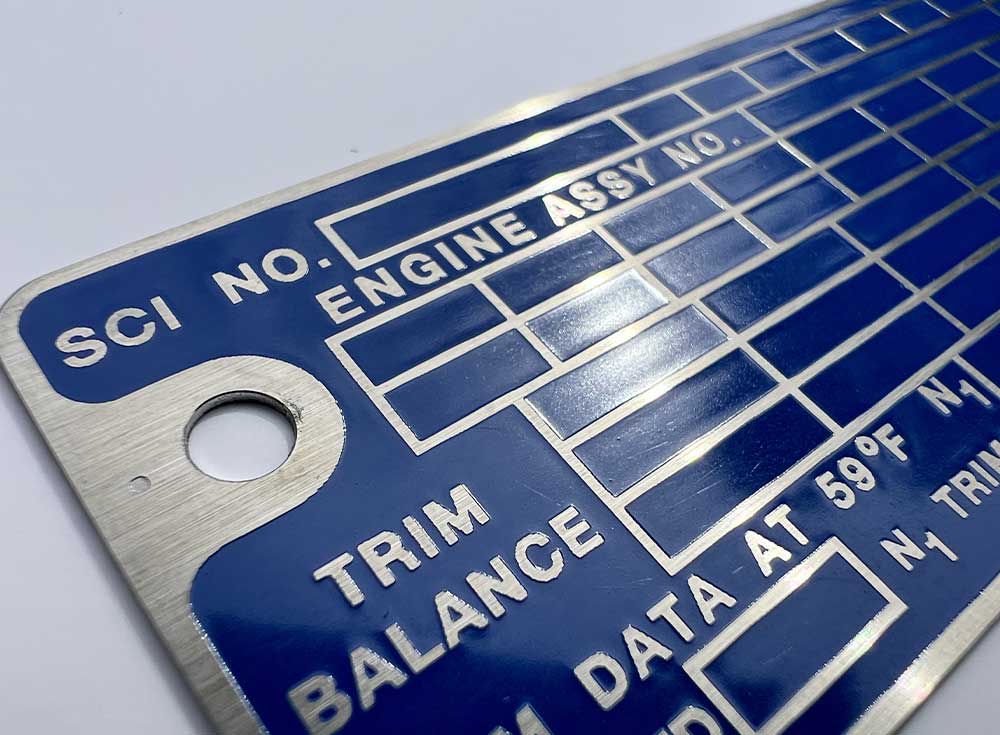 SCI NO.
ENGINE ASSY NO.
TRIM
BALANCE
DATA AT 59°F N1
N1 TRIM